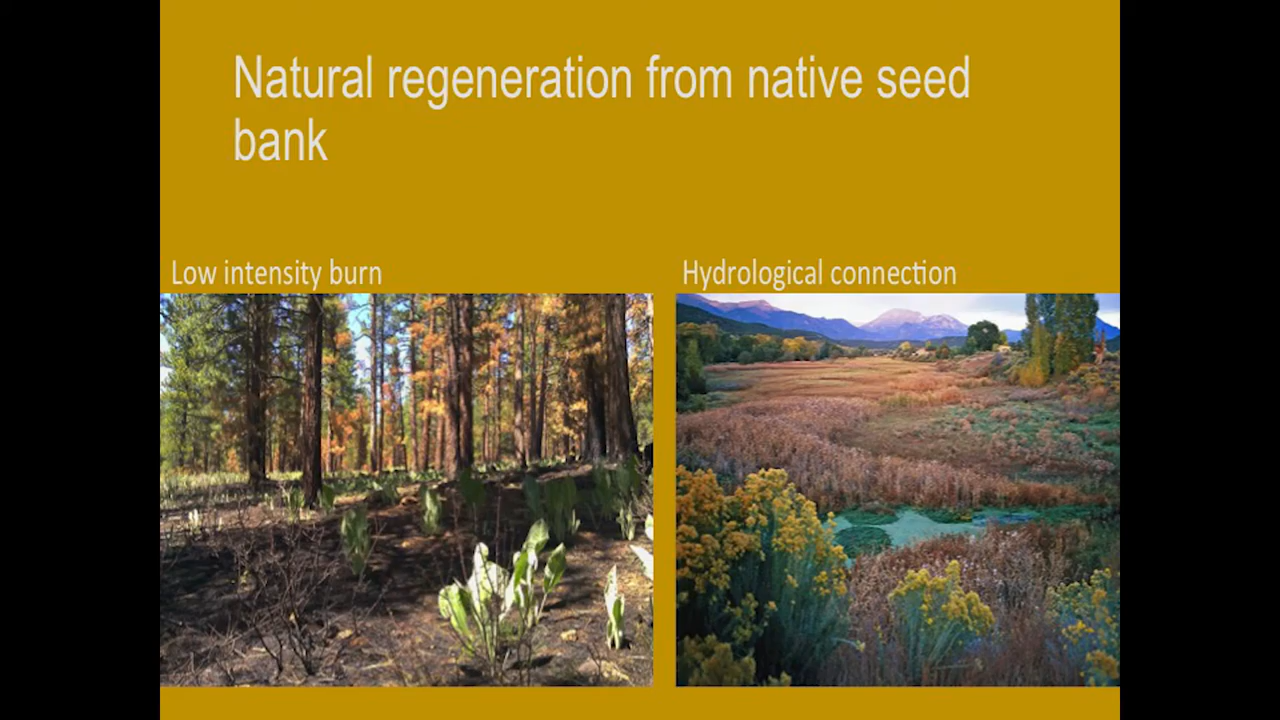 Natural regeneration from native seed
bank
Low intensity burn
Hydrological connection